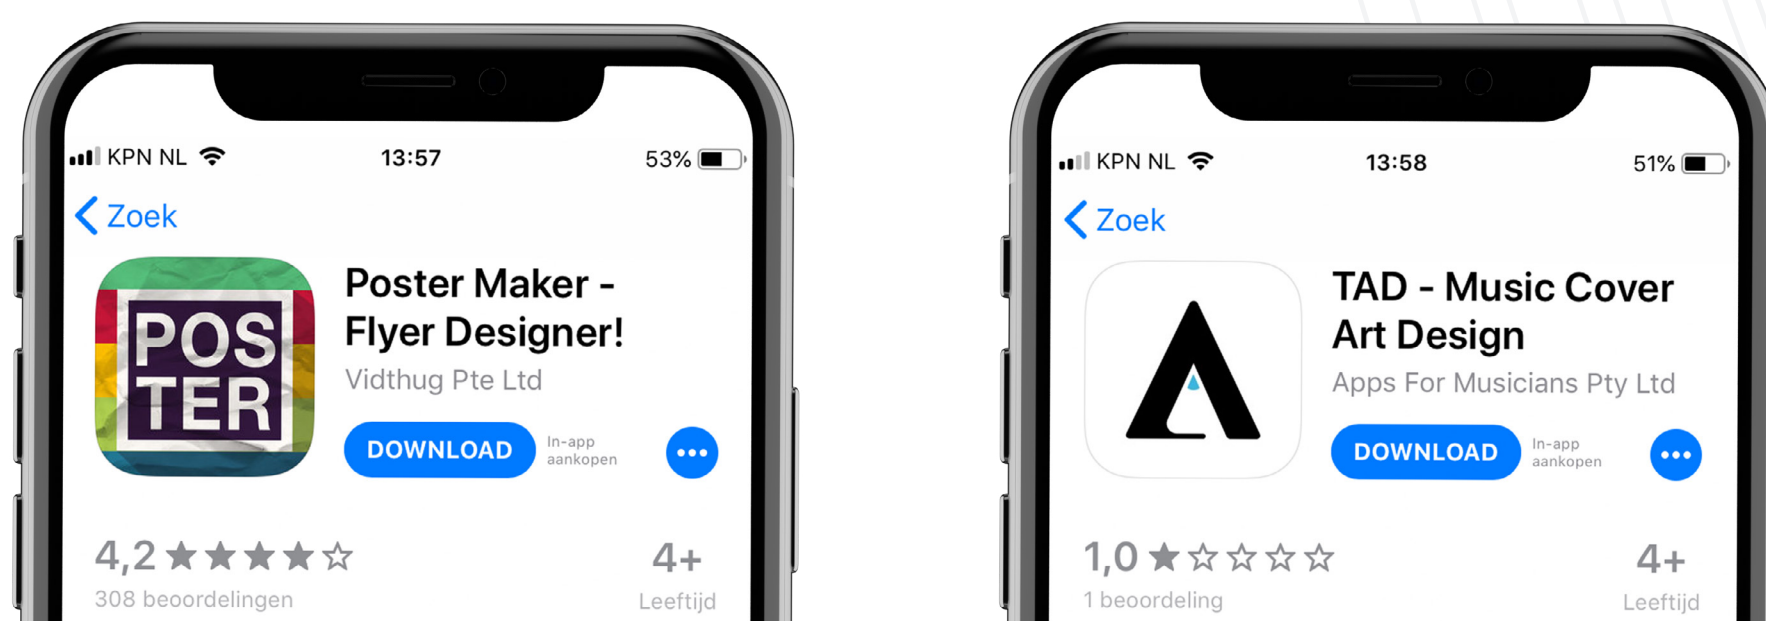 KPN NL 13:57 53%
Zoek
POS
TER
Poster Maker -
Flyer Designer!
Vidthug Pte Ltd
DOWNLOAD
In-app
aankopen
4,2
4+
308 beoordelingen
Leeftijd
KPN NL 13:58 51%
Zoek
TAD - Music Cover
Art Design
Apps For Musicians Pty Ltd
DOWNLOAD
In-app
aankopen
1,0
4+
1 beoordeling
Leeftijd